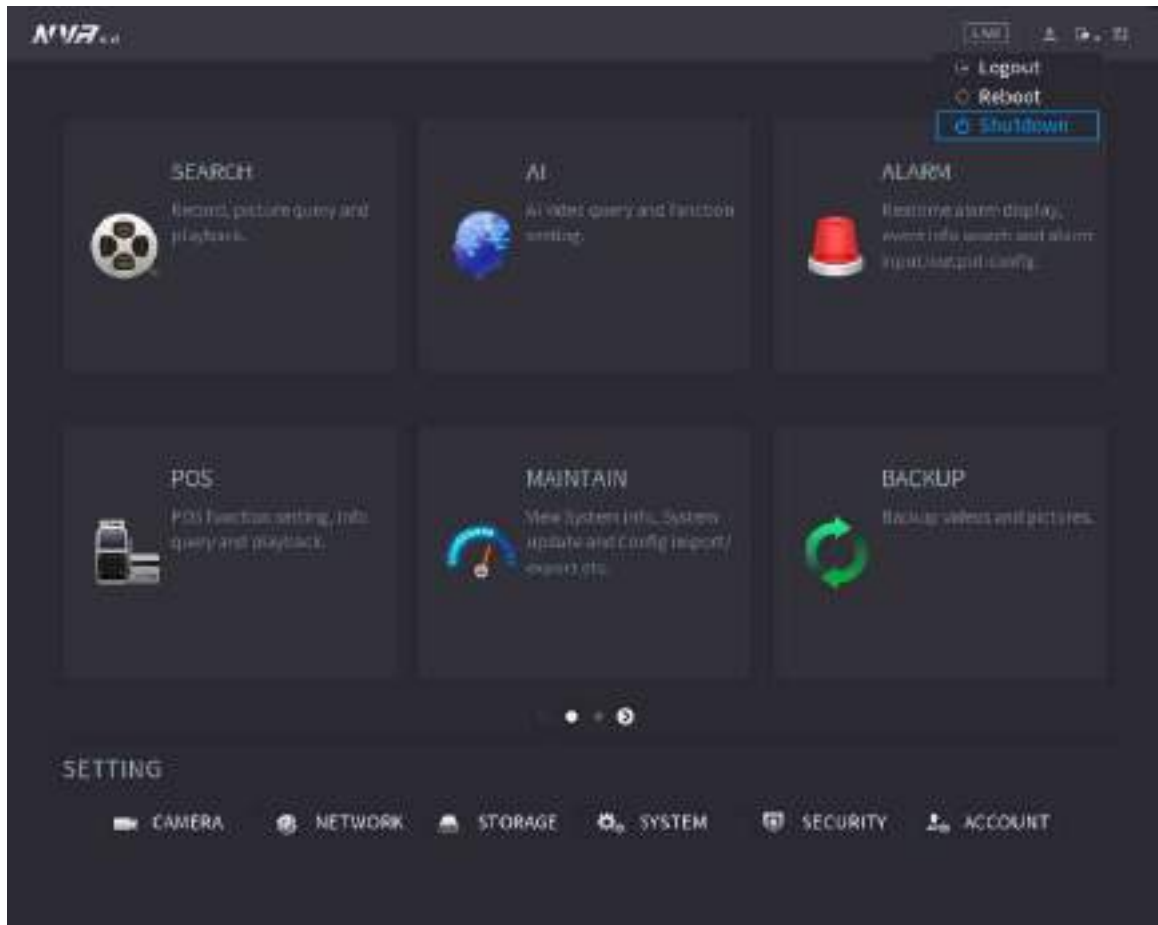 NVR 4.0
LIVE
Logout
Reboot
Shutdown
SEARCH
Record, picture query and
playback.
AI
AI video query and function
setting.
ALARM
Realtime alarm display,
event info search and alarm
input/output config.
POS
POS function setting, info
query and playback.
MAINTAIN
View System Info, System
update and Config import/
export etc.
BACKUP
Backup videos and pictures.
SETTING
CAMERA NETWORK STORAGE SYSTEM SECURITY ACCOUNT